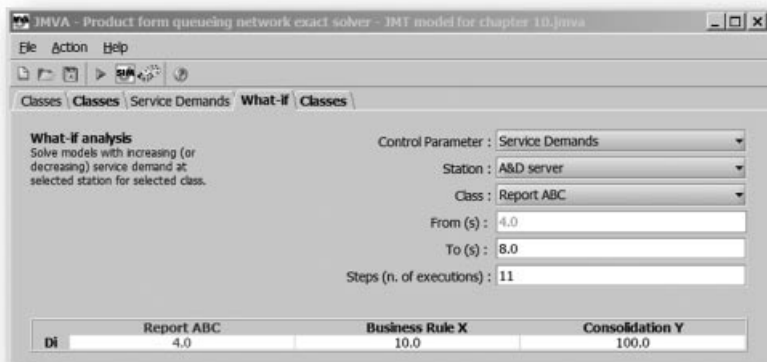 JMVA - Product form queueing network exact solver - JMT model for chapter 10.jmva
File Action Help
SIM
Classes Classes Service Demands What-if Classes
What-if analysis
Solve models with increasing (or
decreasing) service demand at
selected station for selected class.
Control Parameter : Service Demands
Station : A&D server
Class : Report ABC
From (s) : 4.0
To (s) : 8.0
Steps (n. of executions) : 11
Report ABC Business Rule X Consolidation Y
Di 4.0 10.0 100.0